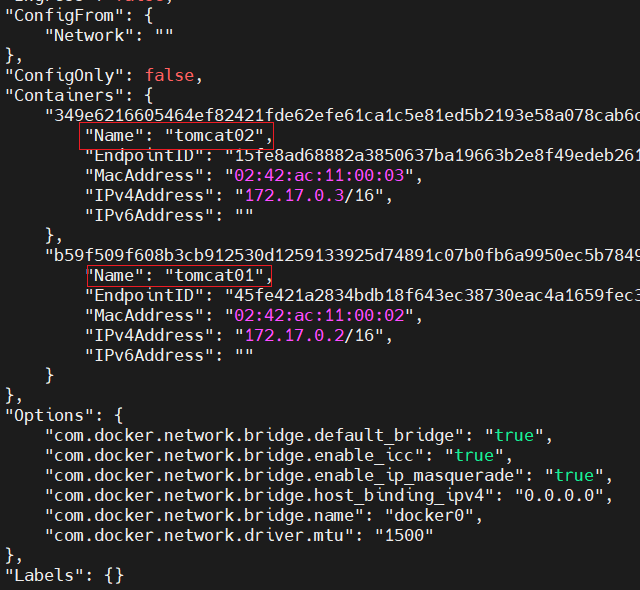 "ConfigFrom": {
"Network": ""
},
"ConfigOnly": false,
"Containers": {
"349e6216605464ef82421fde62efe61ca1c5e81ed5b2193e58a078cab6c
"Name": "tomcat02",
"EndpointID": "15fe8ad68882a3850637ba19663b2e8f49edeb261
"MacAddress": "02:42:ac:11:00:03",
"IPv4Address": "172.17.0.3/16",
"IPv6Address": ""
},
"b59f509f608b3cb912530d1259133925d74891c07b0fb6a9950ec5b7849
"Name": "tomcat01",
"EndpointID": "45fe421a2834bdb18f643ec38730eac4a1659fec3
"MacAddress": "02:42:ac:11:00:02",
"IPv4Address": "172.17.0.2/16",
"IPv6Address": ""
}
},
"Options": {
"com.docker.network.bridge.default_bridge": "true",
"com.docker.network.bridge.enable_icc": "true",
"com.docker.network.bridge.enable_ip_masquerade": "true",
"com.docker.network.bridge.host_binding_ipv4": "0.0.0.0",
"com.docker.network.bridge.name": "docker0",
"com.docker.network.driver.mtu": "1500"
},
"Labels": {}